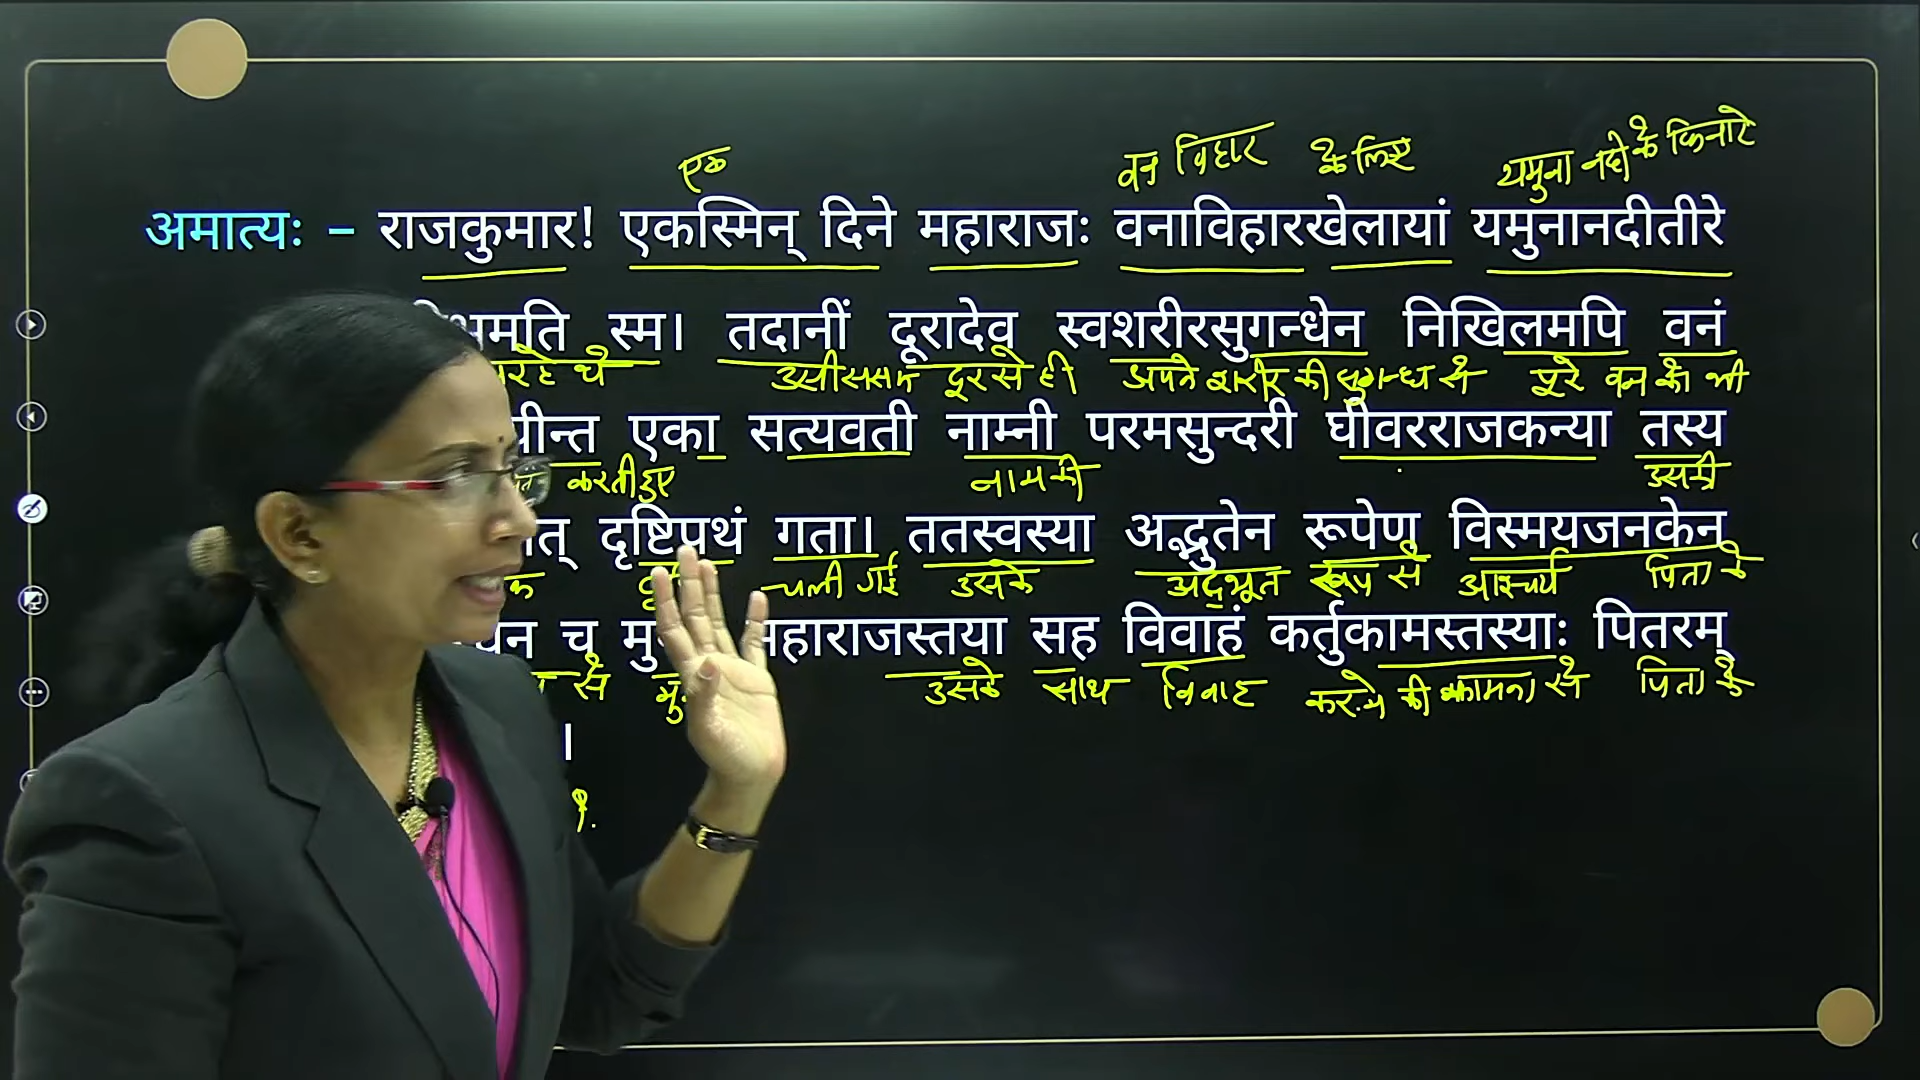 एक वन विहार के लिए यमुना नदी के किनारे
अमात्यः – राजकुमार! एकस्मिन् दिने महाराजः वनाविहारखेलायां यमुनानदीतीरे
स्म। तदानीं दूरादेव स्वशरीरसुगन्धेन निखिलमपि वनं
रहे थे उसी समय दूर से ही अपने शरीर की सुगन्ध से पूरे वन को भी
एका सत्यवती नाम्नी परमसुन्दरी घीवरराजकन्या तस्य
करती हुए नाम की उसकी
दृष्टिपथं गता। ततस्वस्या अद्भुतेन रूपेण विस्मयजनकेन
चली गई उसके अद्भूत रूप से आश्चर्य पिता के
च महाराजस्तया सह विवाहं कर्तुकामस्तस्याः पितरम्
से उसके साथ विवाह करने की कामना से पिता के
।